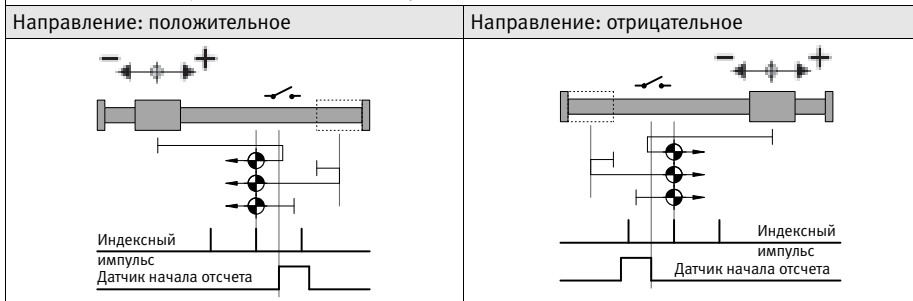 Направление: положительное
Направление: отрицательное
− +
Индексный
импульс
Датчик начала отсчета
− +
Индексный
импульс
Датчик начала отсчета